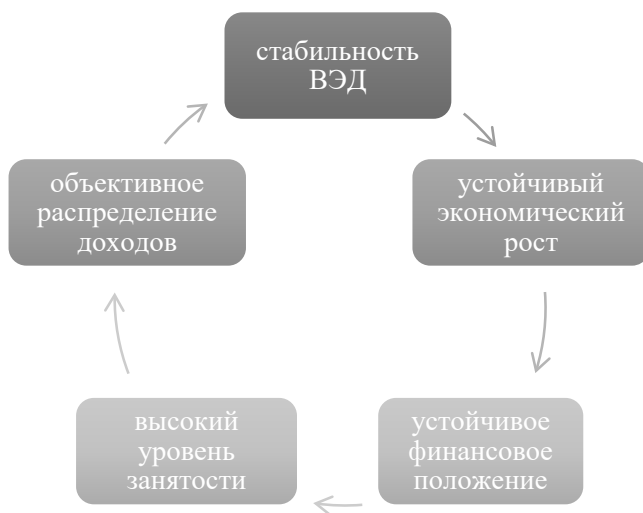 стабильность
ВЭД
устойчивый
экономический
рост
устойчивое
финансовое
положение
высокий
уровень
занятости
объективное
распределение
доходов